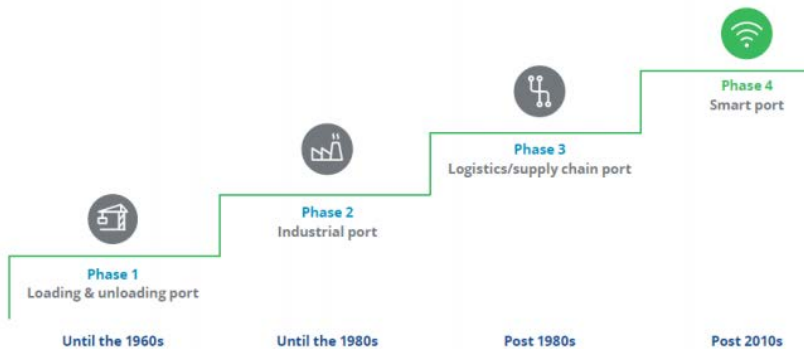 Phase 4
Smart port
Phase 3
Logistics/supply chain port
Phase 2
Industrial port
Phase 1
Loading & unloading port
Until the 1960s
Until the 1980s
Post 1980s
Post 2010s